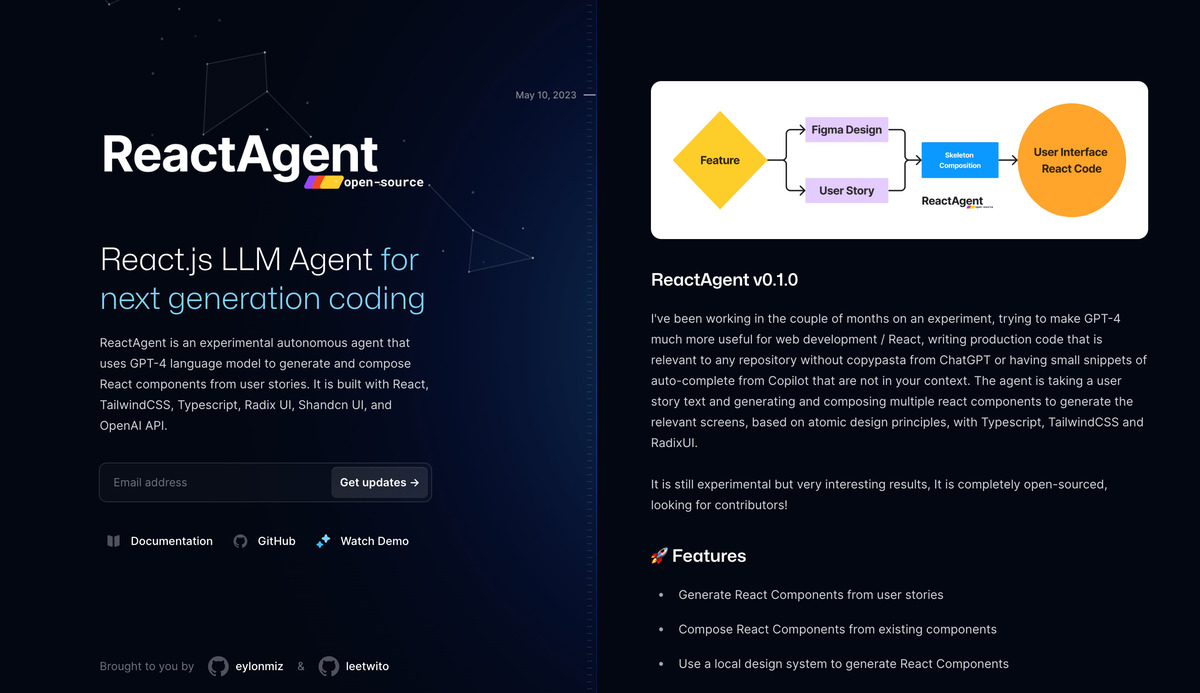 May 10, 2023
ReactAgent
open-source
React.js LLM Agent for
next generation coding
ReactAgent is an experimental autonomous agent that
uses GPT-4 language model to generate and compose
React components from user stories. It is built with React,
TailwindCSS, Typescript, Radix UI, Shandcn UI, and
OpenAI API.
Email address
Get updates →
Documentation
GitHub
Watch Demo
Brought to you by eylonmiz & leetwito
Feature
Figma Design
User Story
Skeleton
Composition
ReactAgent
User Interface
React Code
ReactAgent v0.1.0
I've been working in the couple of months on an experiment, trying to make GPT-4
much more useful for web development / React, writing production code that is
relevant to any repository without copypasta from ChatGPT or having small snippets of
auto-complete from Copilot that are not in your context. The agent is taking a user
story text and generating and composing multiple react components to generate the
relevant screens, based on atomic design principles, with Typescript, TailwindCSS and
RadixUI.
It is still experimental but very interesting results, It is completely open-sourced,
looking for contributors!
🚀 Features
• Generate React Components from user stories
• Compose React Components from existing components
• Use a local design system to generate React Components